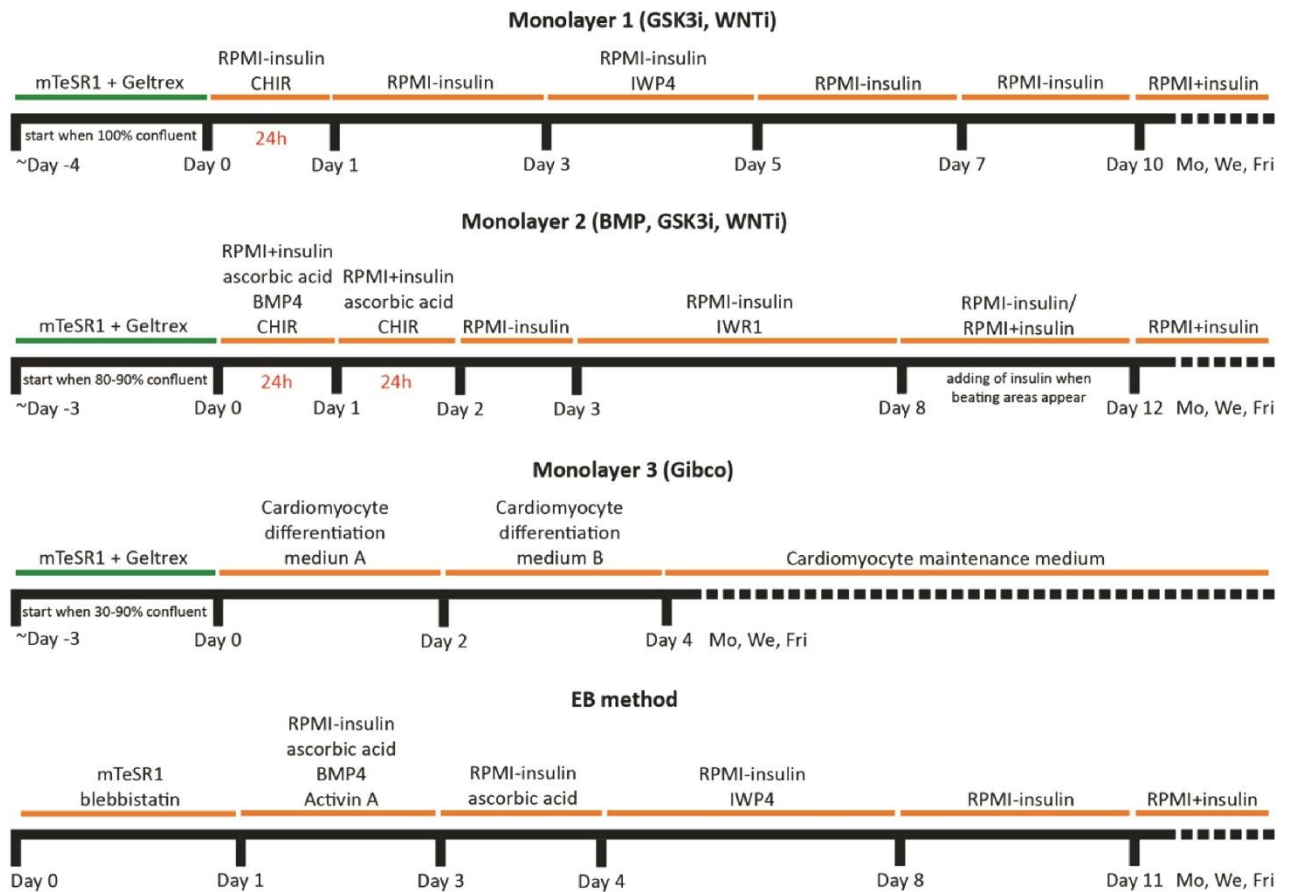 Monolayer 1 (GSK3i, WNTi)
mTeSR1 + Geltrex
RPMI-insulin
CHIR
RPMI-insulin
RPMI-insulin
IWP4
RPMI-insulin
RPMI-insulin
RPMI+insulin
start when 100% confluent
24h
~Day -4
Day 0
Day 1
Day 3
Day 5
Day 7
Day 10
Mo, We, Fri
Monolayer 2 (BMP, GSK3i, WNTi)
mTeSR1 + Geltrex
RPMI+insulin
ascorbic acid
BMP4
CHIR
RPMI+insulin
ascorbic acid
CHIR
RPMI-insulin
RPMI-insulin
IWR1
RPMI-insulin/
RPMI+insulin
RPMI+insulin
start when 80-90% confluent
24h
24h
adding of insulin when
beating areas appear
~Day -3
Day 0
Day 1
Day 2
Day 3
Day 8
Day 12
Mo, We, Fri
Monolayer 3 (Gibco)
mTeSR1 + Geltrex
Cardiomyocyte
differentiation
mediun A
Cardiomyocyte
differentiation
medium B
Cardiomyocyte maintenance medium
start when 30-90% confluent
~Day -3
Day 0
Day 2
Day 4
Mo, We, Fri
EB method
mTeSR1
blebbistatin
RPMI-insulin
ascorbic acid
BMP4
Activin A
RPMI-insulin
ascorbic acid
RPMI-insulin
IWP4
RPMI-insulin
RPMI+insulin
Day 0
Day 1
Day 3
Day 4
Day 8
Day 11
Mo, We, Fri